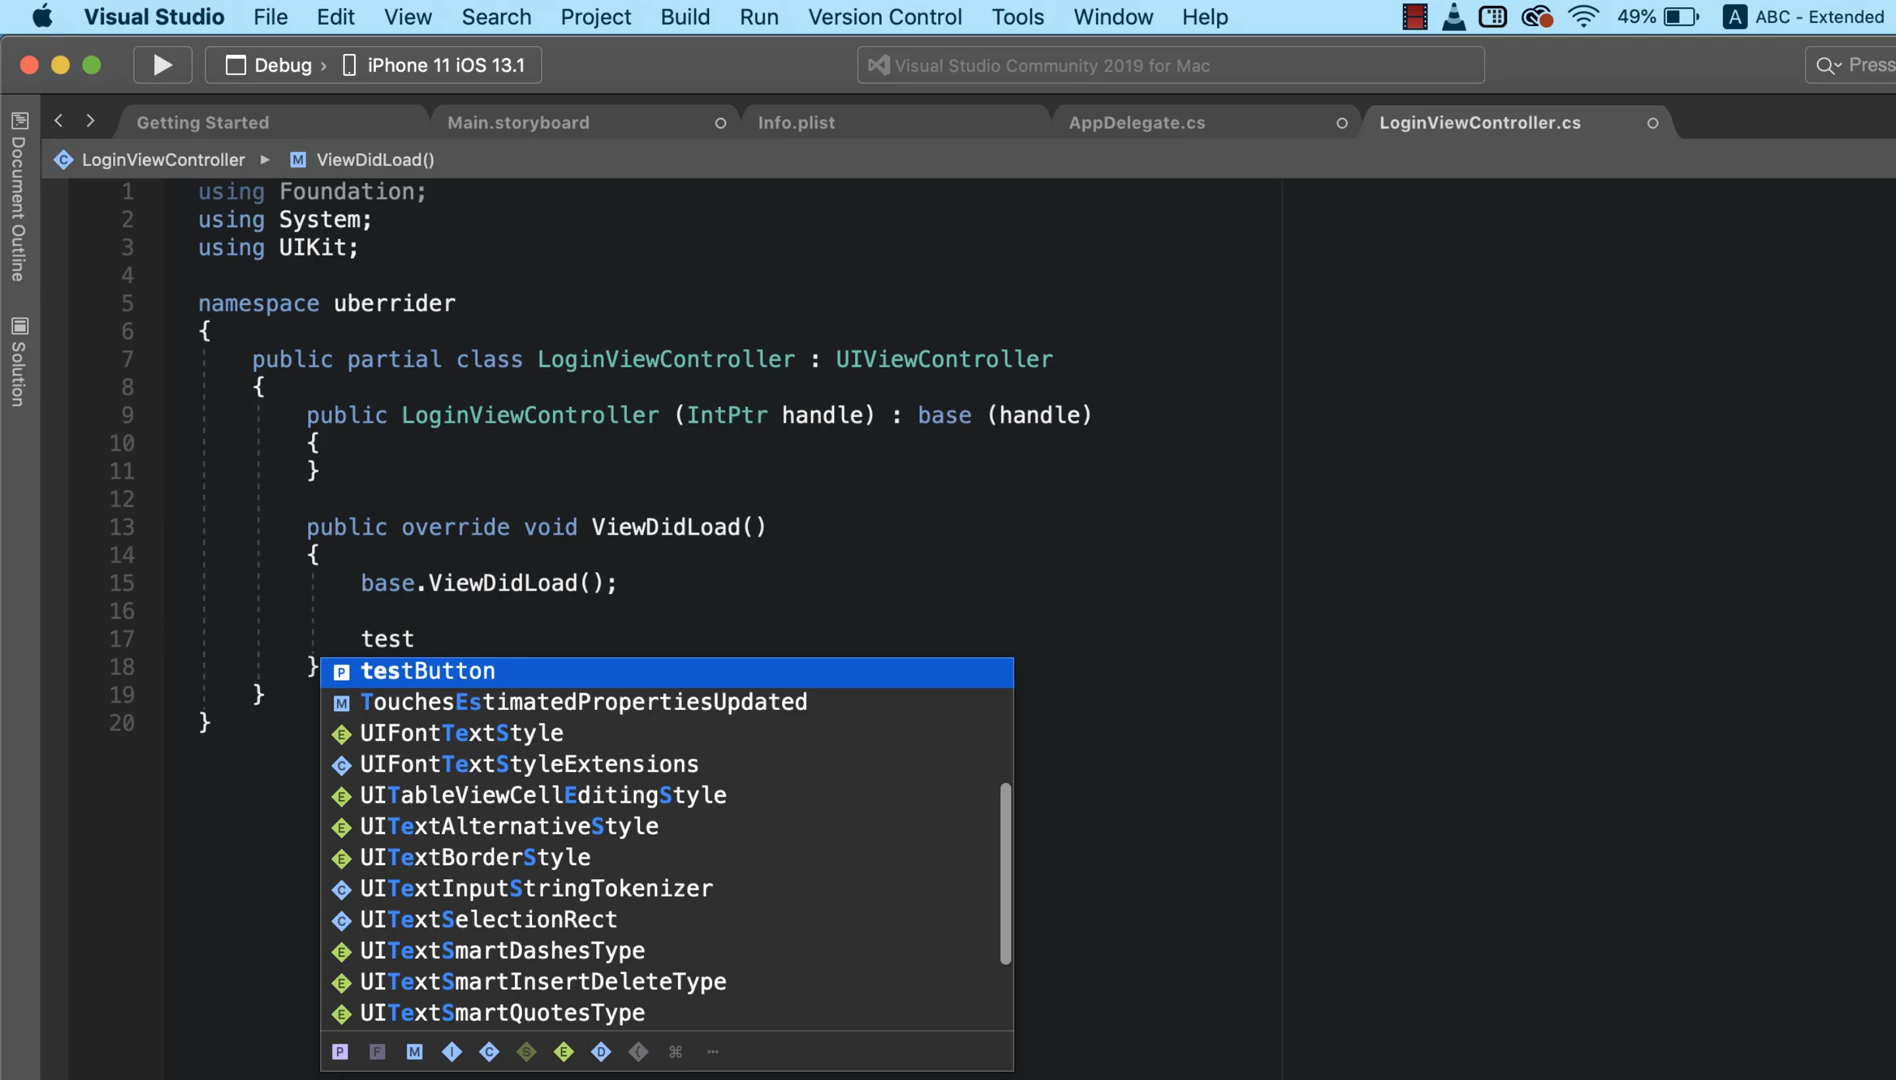 Visual Studio File Edit View Search Project Build Run Version Control Tools Window Help 49% A ABC - Extended
Debug › iPhone 11 iOS 13.1 Visual Studio Community 2019 for Mac Press
Getting Started Main.storyboard Info.plist AppDelegate.cs LoginViewController.cs
C LoginViewController M ViewDidLoad()
Document Outline
Solution
1 using Foundation;
2 using System;
3 using UIKit;
4
5 namespace uberrider
6 {
7 public partial class LoginViewController : UIViewController
8 {
9 public LoginViewController (IntPtr handle) : base (handle)
10 {
11 }
12
13 public override void ViewDidLoad()
14 {
15 base.ViewDidLoad();
16
17 test
18 }
19 }
20 }
P testButton
M TouchesEstimatedPropertiesUpdated
E UIFontTextStyle
C UIFontTextStyleExtensions
E UITableViewCellEditingStyle
E UITextAlternativeStyle
E UITextBorderStyle
C UITextInputStringTokenizer
C UITextSelectionRect
E UITextSmartDashesType
E UITextSmartInsertDeleteType
E UITextSmartQuotesType
P F M I C S E D { ⌘ ...